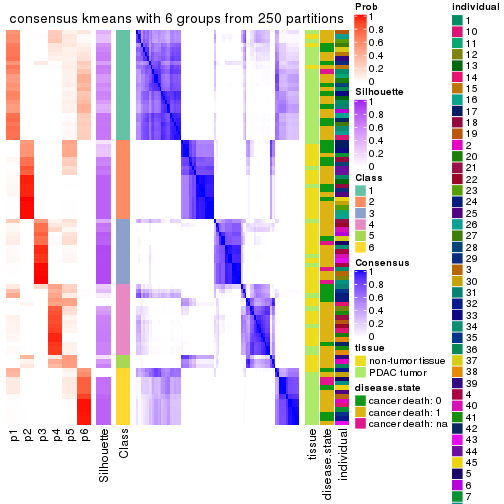 consensus kmeans with 6 groups from 250 partitions
p1
p2
p3
p4
p5
p6
Silhouette
Class
tissue
disease.state
individual
Prob
1
0.8
0.6
0.4
0.2
0
Silhouette
1
0.8
0.6
0.4
0.2
0
Class
1
2
3
4
5
6
Consensus
1
0.8
0.6
0.4
0.2
0
tissue
non-tumor tissue
PDAC tumor
disease.state
cancer death: 0
cancer death: 1
cancer death: na
individual
1
10
11
12
13
14
15
16
17
18
19
2
20
21
22
23
24
25
26
27
28
29
3
30
31
32
33
34
35
36
37
38
39
4
40
41
42
43
44
45
5
6
7